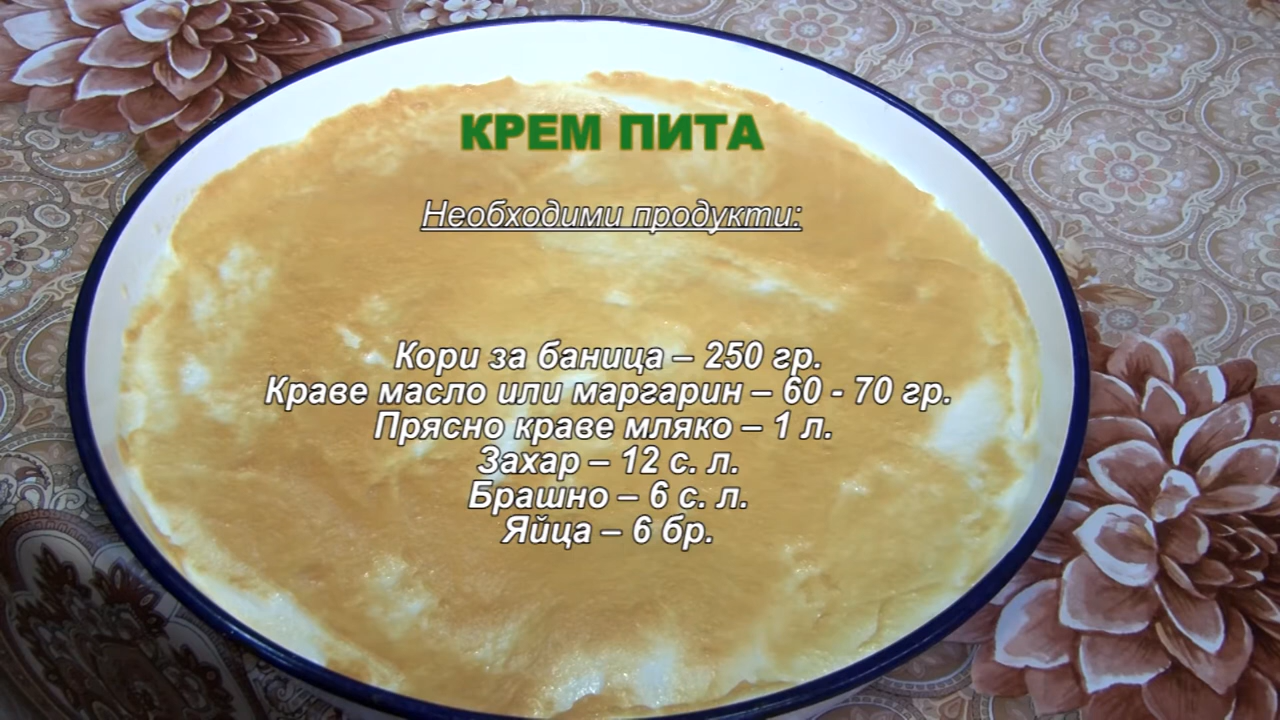 КРЕМ ПИТА
Необходими продукти:
Кори за баница – 250 гр.
Краве масло или маргарин – 60 - 70 гр.
Прясно краве мляко – 1 л.
Захар – 12 с. л.
Брашно – 6 с. л.
Яйца – 6 бр.